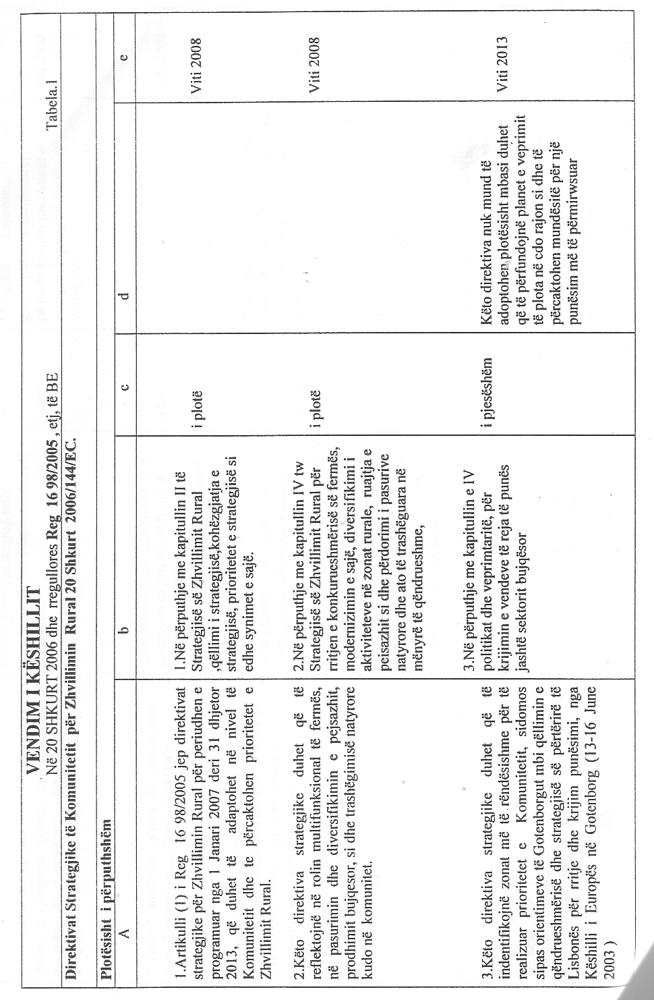 VENDIM I KËSHILLIT
Në 20 SHKURT 2006 dhe rregullores Reg 16 98/2005 , etj, të BE
Tabela.1
Direktivat Strategjike të Komunitetit për Zhvillimin Rural 20 Shkurt 2006/144/EC.
Plotësisht i përputhshëm
A
b
c
d
e
1.Artikulli (1) i Reg 16 98/2005 jep direktivat
strategjike për Zhvillimin Rural për periudhen e
programuar nga 1 Janari 2007 deri 31 dhjetor
2013, që duhet të adaptohet në nivel të
Komunitetit dhe te përcaktohen prioritetet e
Zhvillimit Rural.
1.Në përputhje me kapitullin II të
Strategjisë së Zhvillimit Rural
,qëllimi i strategjisë,kohëzgjatja e
strategjisë, prioritetet e strategjisë si
edhe synimet e sajë.
i plotë
Viti 2008
2.Këto direktiva strategjike duhet që të
reflektojnë në rolin multifunksional të fermës,
në pasurimin dhe diversifikimin e pejsazhit,
prodhimit bujqesor, si dhe trashëgimisë natyrore
kudo në komunitet.
2.Në përputhje me kapitullin IV tw
Strategjisë së Zhvillimit Rural për
rritjen e konkurueshmërisë së fermës,
modernizimin e sajë, diversifikimi i
aktiviteteve në zonat rurale, ruajtja e
peisazhit si dhe përdorimi i pasurive
natyrore dhe ato të trashëguara në
mënyrë të qëndrueshme,
i plotë
Viti 2008
3.Këto direktiva strategjike duhet që të
indentifikojnë zonat më të rëndësishme për të
realizuar prioritetet e Komunitetit, sidomos
sipas orientimeve të Gotenborgut mbi qëllimin e
qëndrueshmërisë dhe strategjisë së përtërirë të
Lisbonës për rritje dhe krijim punësimi, nga
Këshilli i Europës në Gotenborg (13-16 June
2003 )
3.Në përputhje me kapitullin e IV
politikat dhe veprimtaritë, për
krijimin e vendeve të reja të punës
jashtë sektorit bujqësor
i pjesëshëm
Këto direktiva nuk mund të
adoptohen plotësisht mbasi duhet
që të përfundojnë planet e veprimit
të plota në cdo rajon si dhe të
përcaktohen mundësitë për një
punësim më të përmirwsuar
Viti 2013